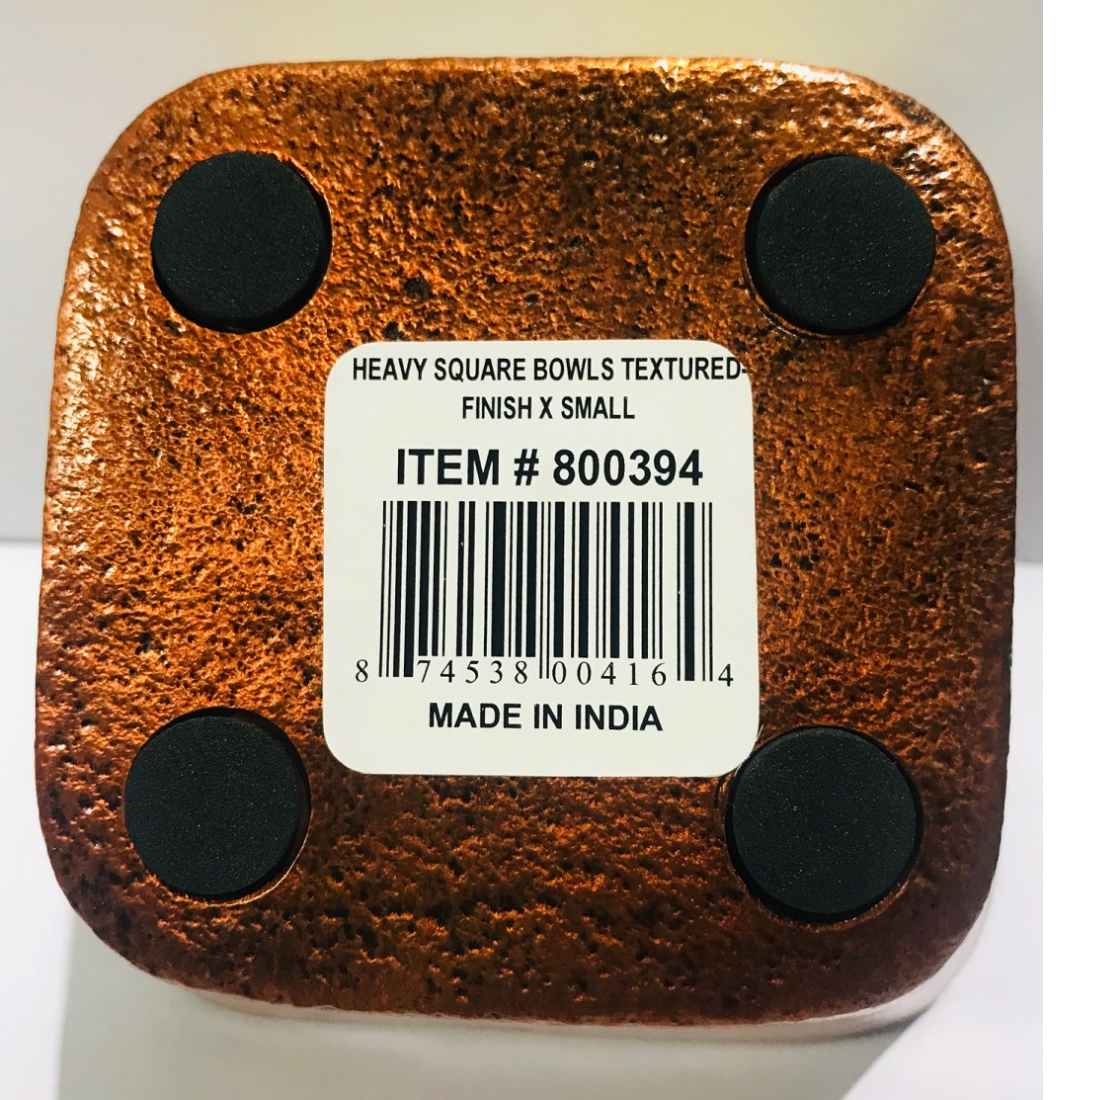 HEAVY SQUARE BOWLS TEXTURED-
FINISH X SMALL
ITEM # 800394
8 74538 00416 4
MADE IN INDIA